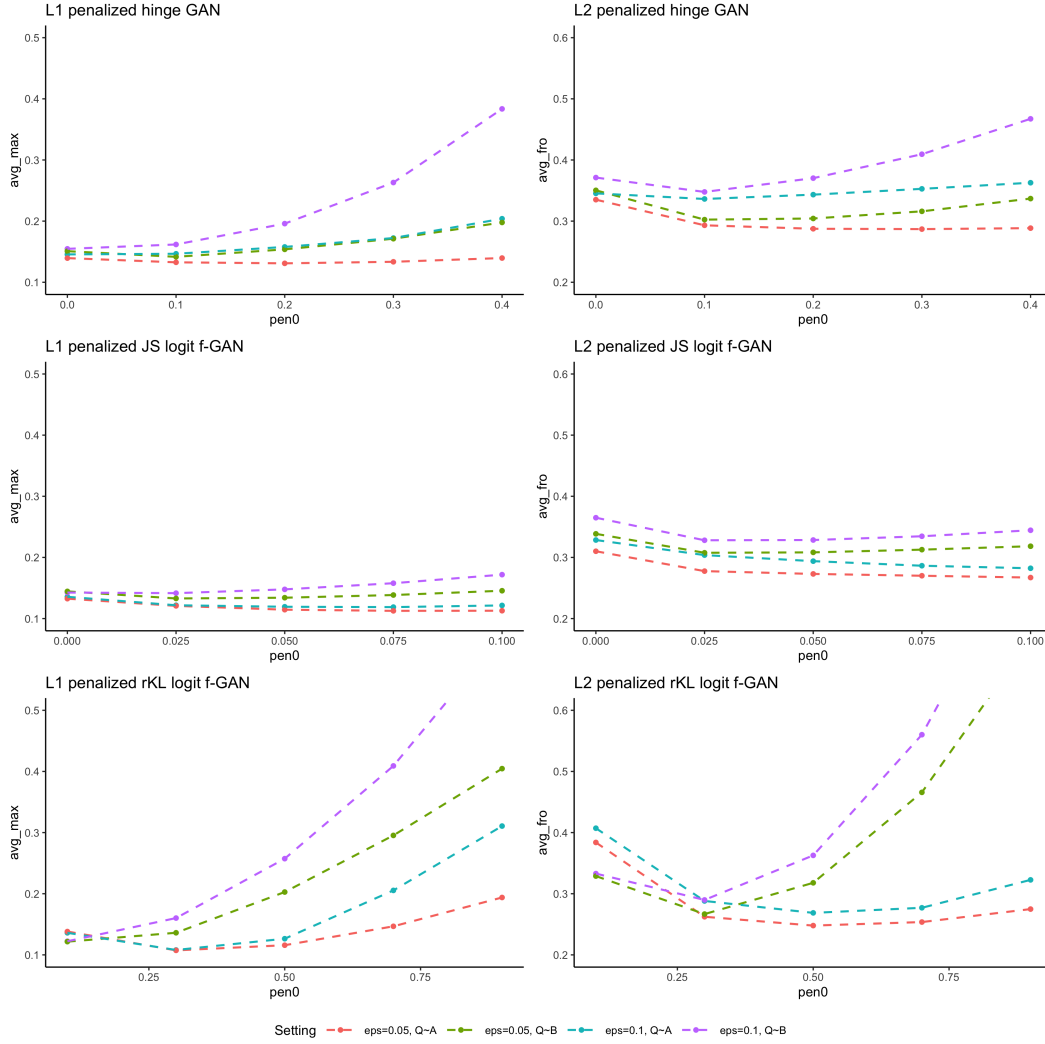 L1 penalized hinge GAN
0.5
0.4
0.3
0.2
0.1
avg_max
0.0 0.1 0.2 0.3 0.4
pen0
L2 penalized hinge GAN
0.6
0.5
0.4
0.3
0.2
avg_fro
0.0 0.1 0.2 0.3 0.4
pen0
L1 penalized JS logit f-GAN
0.5
0.4
0.3
0.2
0.1
avg_max
0.000 0.025 0.050 0.075 0.100
pen0
L2 penalized JS logit f-GAN
0.6
0.5
0.4
0.3
0.2
avg_fro
0.000 0.025 0.050 0.075 0.100
pen0
L1 penalized rKL logit f-GAN
0.5
0.4
0.3
0.2
0.1
avg_max
0.25 0.50 0.75
pen0
L2 penalized rKL logit f-GAN
0.6
0.5
0.4
0.3
0.2
avg_fro
0.25 0.50 0.75
pen0
Setting eps=0.05, Q~A eps=0.05, Q~B eps=0.1, Q~A eps=0.1, Q~B